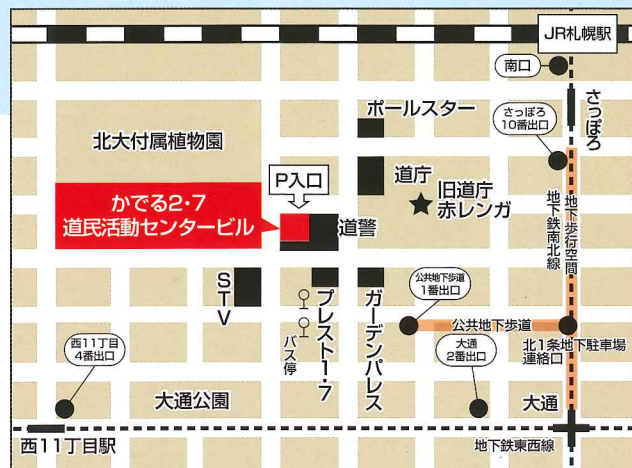 JR札幌駅
南口
さっぽろ
さっぽろ
10番出口
ポールスター
北大付属植物園
P入口
道庁
旧道庁
赤レンガ
かでる2・7
道民活動センタービル
道警
地下鉄南北線
地下歩行空間
STV
プレスト1・7
ガーデンパレス
バス停
公共地下歩道
1番出口
公共地下歩道
北1条地下駐車場
連絡口
西11丁目
4番出口
大通
2番出口
大通公園
大通
西11丁目駅
地下鉄東西線